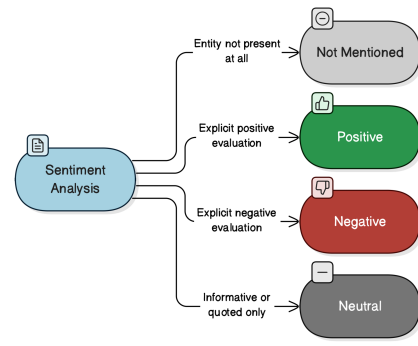 Entity not present
at all
Not Mentioned
Explicit positive
evaluation
Positive
Sentiment
Analysis
Explicit negative
evaluation
Negative
Informative or
quoted only
Neutral